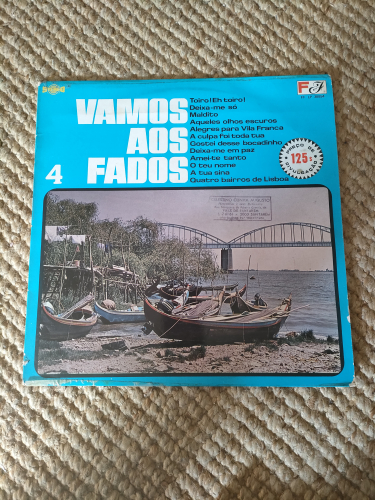 VAMOS
AOS
FADOS
4
Toiro! Eh toiro!
Deixa-me só
Maldito
Aqueles olhos escuros
Alegres para Vila Franca
A culpa foi toda tua
Gostei desse bocadinho
Deixa-me em paz
Amei-te tanto
O teu nome
A tua sina
Quatro bairros de Lisboa
PREÇO
125$